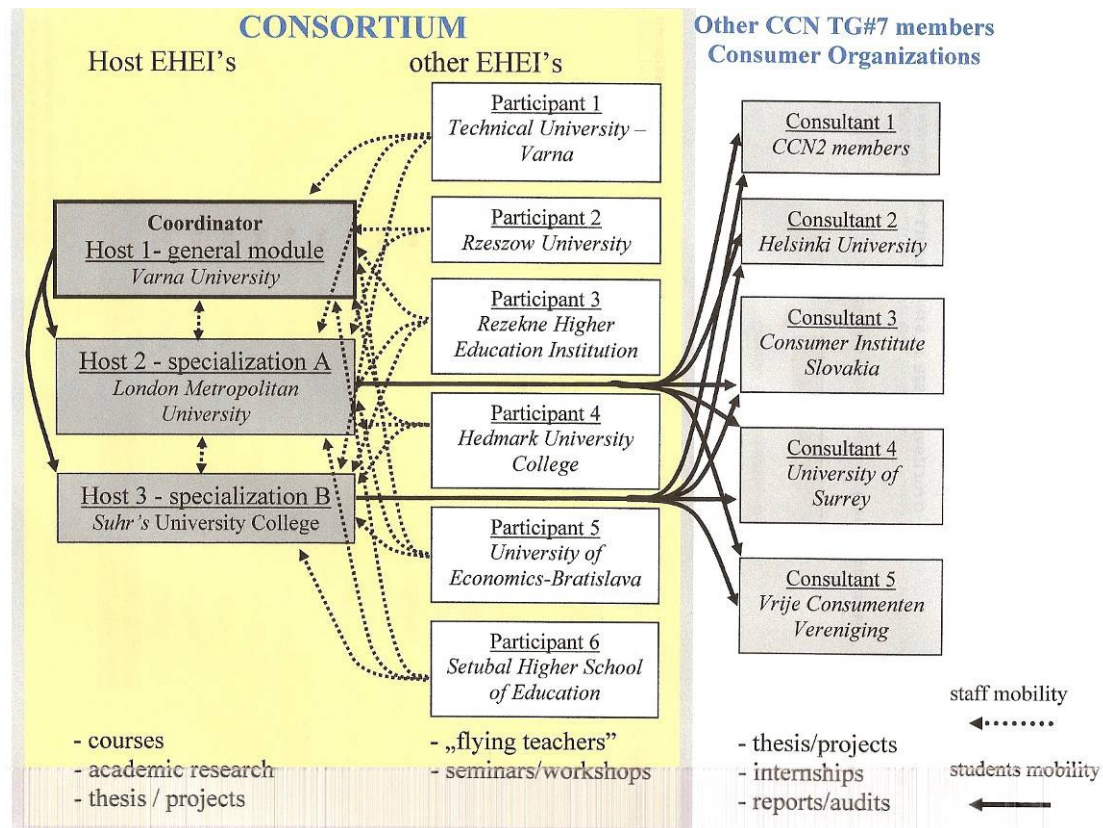 CONSORTIUM
Host EHEI's
other EHEI's
Other CCN TG#7 members
Consumer Organizations
Coordinator
Host 1- general module
Varna University
Host 2 - specialization A
London Metropolitan
University
Host 3 - specialization B
Suhr's University College
Participant 1
Technical University –
Varna
Participant 2
Rzeszow University
Participant 3
Rezekne Higher
Education Institution
Participant 4
Hedmark University
College
Participant 5
University of
Economics-Bratislava
Participant 6
Setubal Higher School
of Education
Consultant 1
CCN2 members
Consultant 2
Helsinki University
Consultant 3
Consumer Institute
Slovakia
Consultant 4
University of
Surrey
Consultant 5
Vrije Consumenten
Vereniging
- courses
- academic research
- thesis / projects
- „flying teachers”
- seminars/workshops
- thesis/projects
- internships
- reports/audits
staff mobility
students mobility